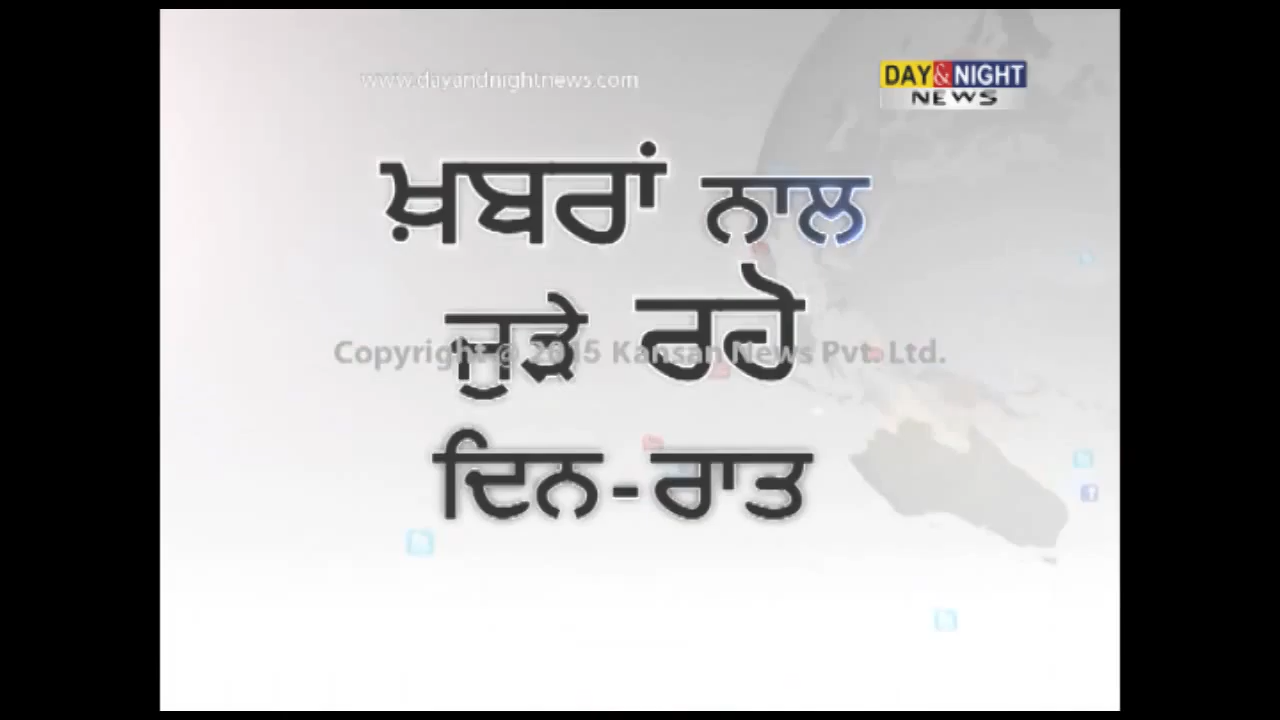 www.dayandnightnews.com
DAY&NIGHT
NEWS
ਖ਼ਬਰਾਂ ਨਾਲ
ਜੁੜੇ ਰਹੋ
Copyright @ 2015 Kansan News Pvt. Ltd.
ਦਿਨ-ਰਾਤ